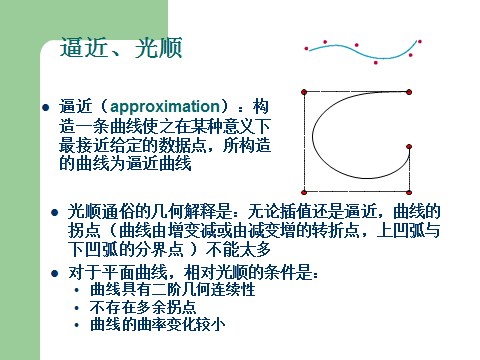 逼近、光顺
逼近（approximation）：构
造一条曲线使之在某种意义下
最接近给定的数据点，所构造
的曲线为逼近曲线
光顺通俗的几何解释是：无论插值还是逼近，曲线的
拐点（曲线由增变减或由减变增的转折点，上凹弧与
下凹弧的分界点 ）不能太多
对于平面曲线，相对光顺的条件是：
曲线具有二阶几何连续性
不存在多余拐点
曲线的曲率变化较小